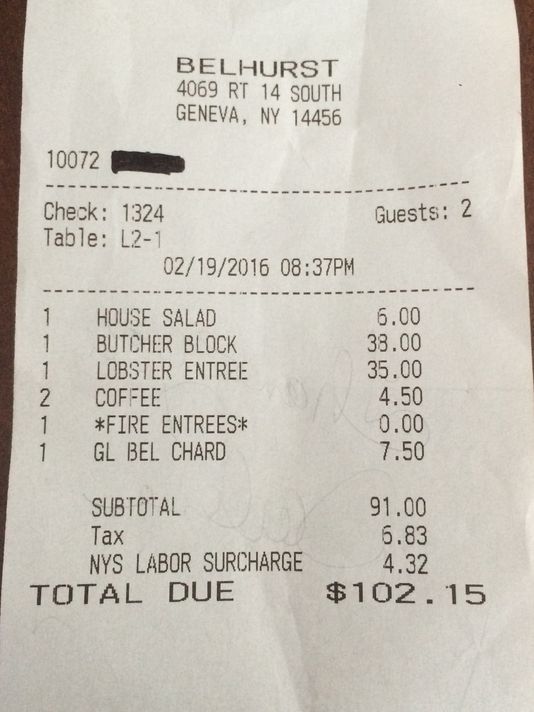 BELHURST
4069 RT 14 SOUTH
GENEVA, NY 14456
10072
Check: 1324 Guests: 2
Table: L2-1
02/19/2016 08:37PM
1 HOUSE SALAD 6.00
1 BUTCHER BLOCK 38.00
1 LOBSTER ENTREE 35.00
2 COFFEE 4.50
1 *FIRE ENTREES* 0.00
1 GL BEL CHARD 7.50
SUBTOTAL 91.00
Tax 6.83
NYS LABOR SURCHARGE 4.32
TOTAL DUE $102.15